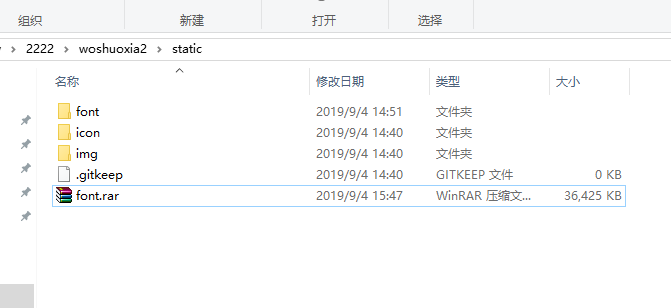 组织 新建 打开 选择
2222 › woshuoxia2 › static
名称 修改日期 类型 大小
font 2019/9/4 14:51 文件夹
icon 2019/9/4 14:40 文件夹
img 2019/9/4 14:40 文件夹
.gitkeep 2019/9/4 14:40 GITKEEP 文件 0 KB
font.rar 2019/9/4 15:47 WinRAR 压缩文... 36,425 KB